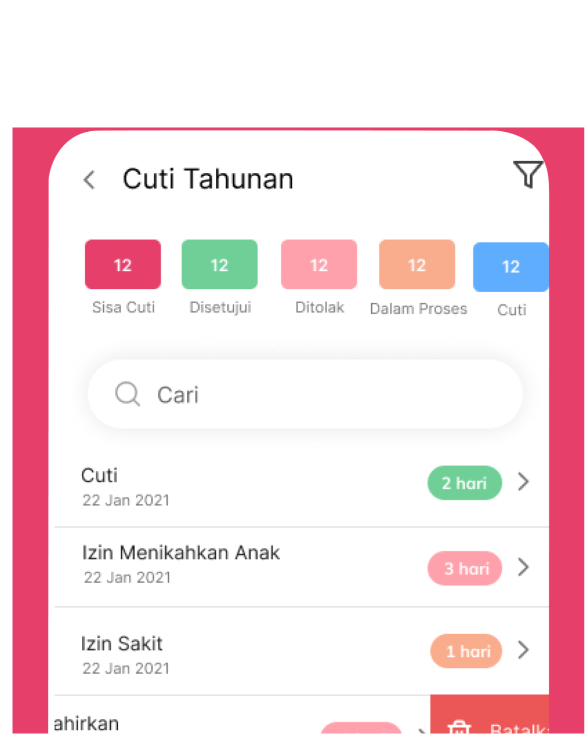 Cuti Tahunan
12 12 12 12 12
Sisa Cuti Disetujui Ditolak Dalam Proses Cuti
Cari
Cuti
2 hari
22 Jan 2021
Izin Menikahkan Anak
3 hari
22 Jan 2021
Izin Sakit
1 hari
22 Jan 2021
ahirkan
Batalka